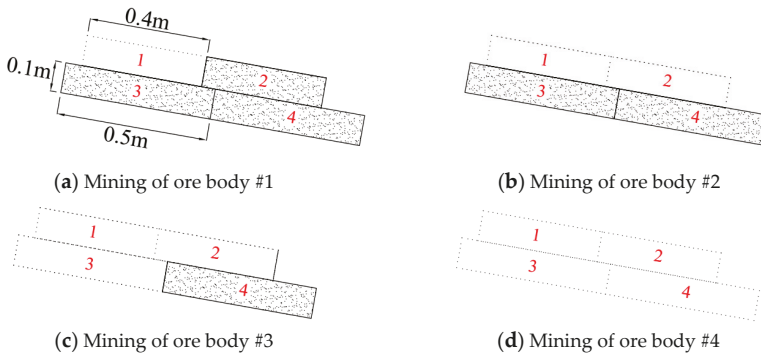 0.4m
1
2
0.1m
3
4
0.5m
(a) Mining of ore body #1
1
2
3
4
(b) Mining of ore body #2
1
2
3
4
(c) Mining of ore body #3
1
2
3
4
(d) Mining of ore body #4